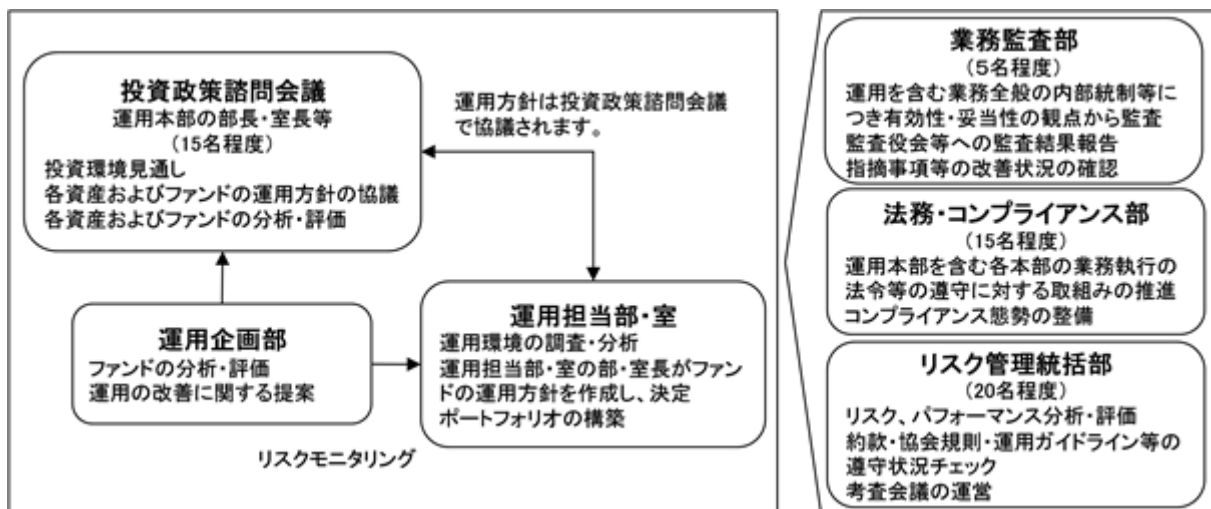 投資政策諮問会議
運用本部の部長・室長等
(15名程度)
投資環境見通し
各資産およびファンドの運用方針の協議
各資産およびファンドの分析・評価
運用方針は投資政策諮問会議
で協議されます。
運用企画部
ファンドの分析・評価
運用の改善に関する提案
運用担当部・室
運用環境の調査・分析
運用担当部・室の部・室長がファン
ドの運用方針を作成し、決定
ポートフォリオの構築
リスクモニタリング
業務監査部
(5名程度)
運用を含む業務全般の内部統制等に
つき有効性・妥当性の観点から監査
監査役会等への監査結果報告
指摘事項等の改善状況の確認
法務・コンプライアンス部
(15名程度)
運用本部を含む各本部の業務執行の
法令等の遵守に対する取組みの推進
コンプライアンス態勢の整備
リスク管理統括部
(20名程度)
リスク、パフォーマンス分析・評価
約款・協会規則・運用ガイドライン等の
遵守状況チェック
考査会議の運営